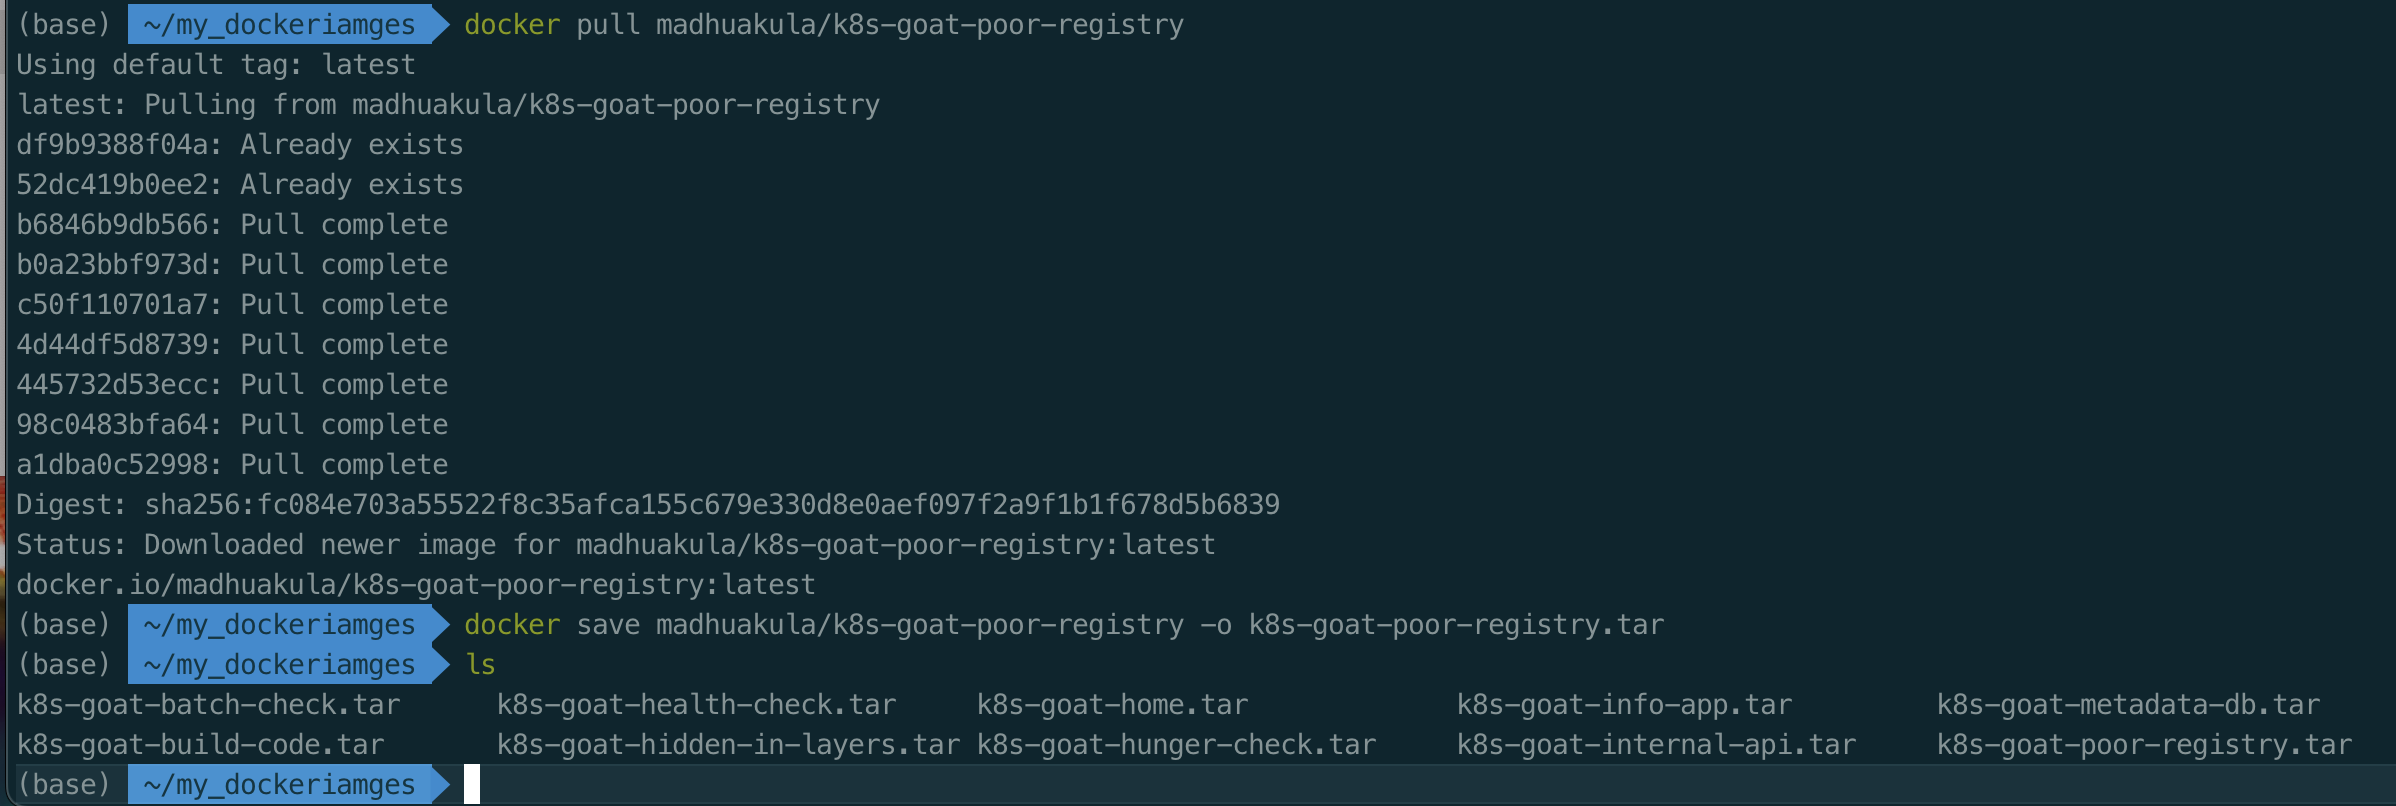 (base) ~/my_dockeriamges docker pull madhuakula/k8s-goat-poor-registry
Using default tag: latest
latest: Pulling from madhuakula/k8s-goat-poor-registry
df9b9388f04a: Already exists
52dc419b0ee2: Already exists
b6846b9db566: Pull complete
b0a23bbf973d: Pull complete
c50f110701a7: Pull complete
4d44df5d8739: Pull complete
445732d53ecc: Pull complete
98c0483bfa64: Pull complete
a1dba0c52998: Pull complete
Digest: sha256:fc084e703a55522f8c35afca155c679e330d8e0aef097f2a9f1b1f678d5b6839
Status: Downloaded newer image for madhuakula/k8s-goat-poor-registry:latest
docker.io/madhuakula/k8s-goat-poor-registry:latest
(base) ~/my_dockeriamges docker save madhuakula/k8s-goat-poor-registry -o k8s-goat-poor-registry.tar
(base) ~/my_dockeriamges ls
k8s-goat-batch-check.tar k8s-goat-health-check.tar k8s-goat-home.tar k8s-goat-info-app.tar k8s-goat-metadata-db.tar
k8s-goat-build-code.tar k8s-goat-hidden-in-layers.tar k8s-goat-hunger-check.tar k8s-goat-internal-api.tar k8s-goat-poor-registry.tar
(base) ~/my_dockeriamges